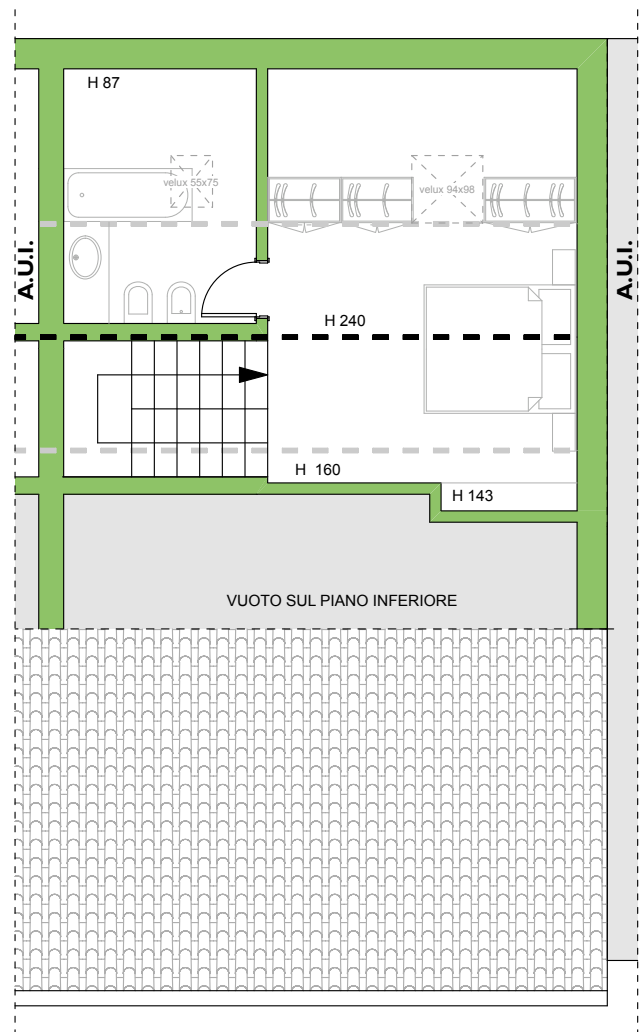 H 87
velux 55x75
velux 94x98
A.U.I.
A.U.I.
H 240
H 160
H 143
VUOTO SUL PIANO INFERIORE